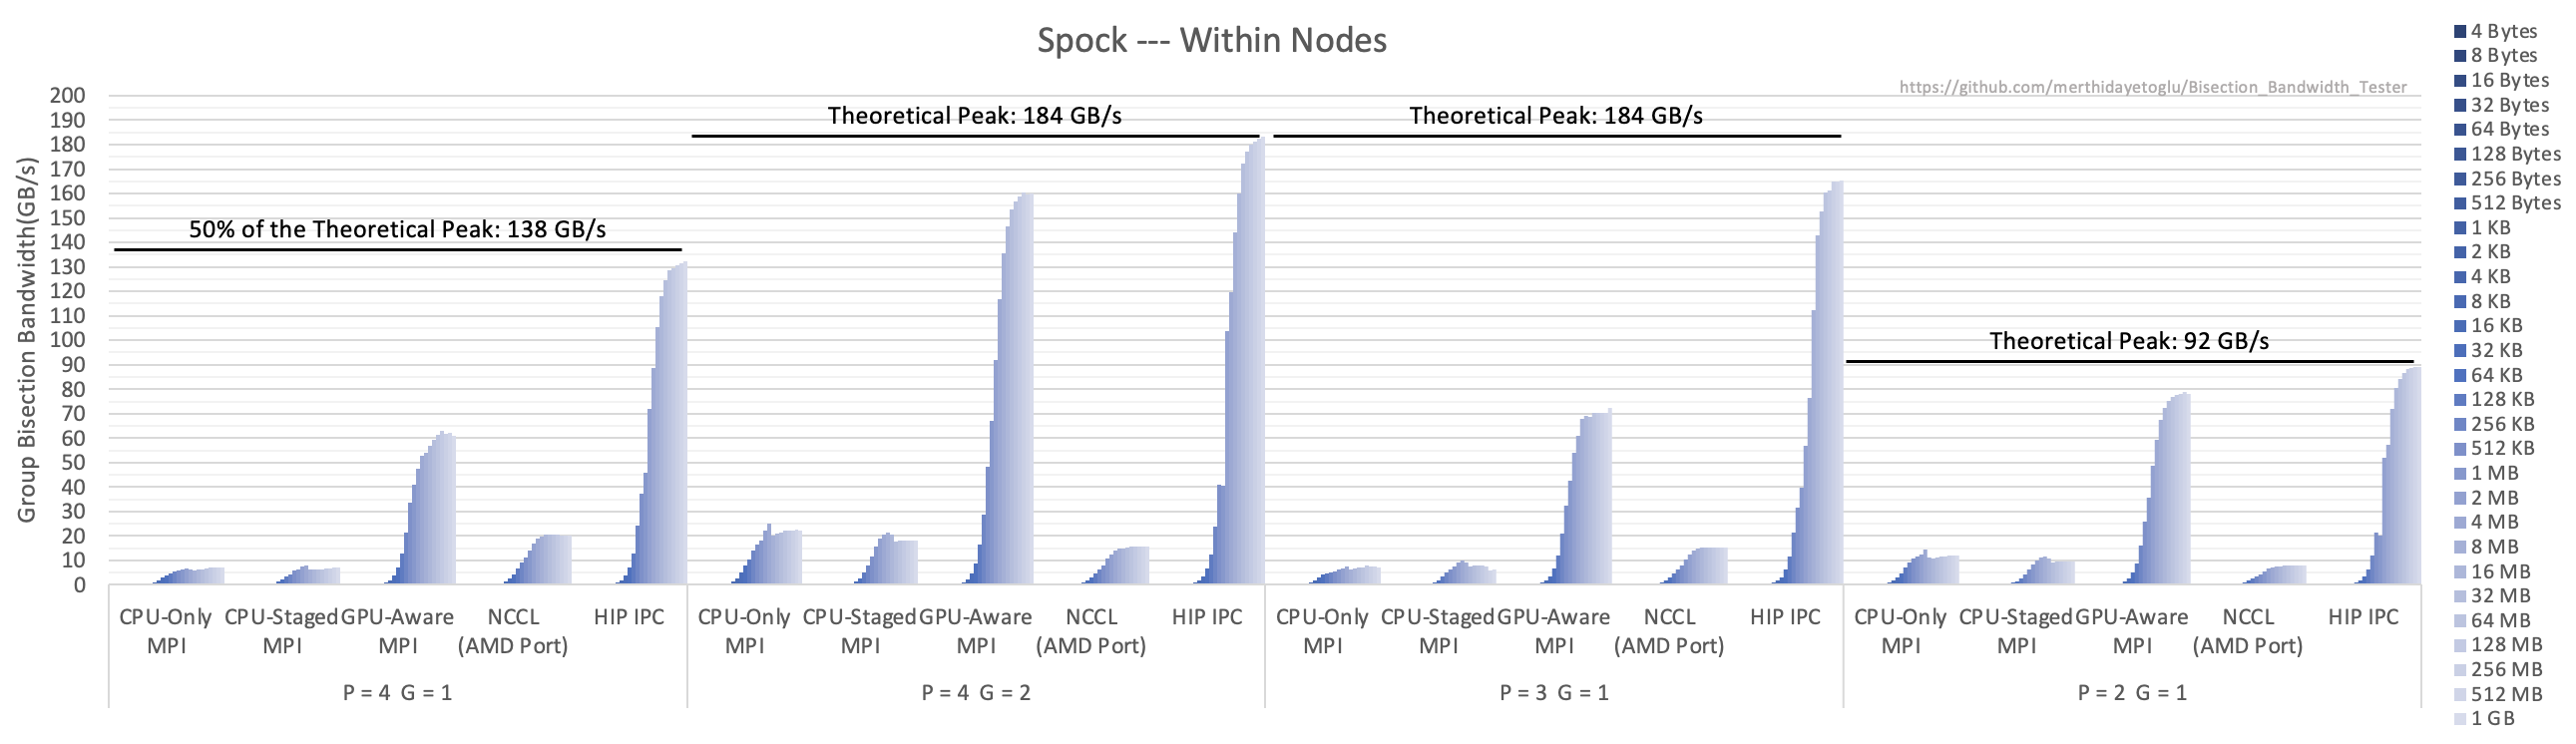 Spock --- Within Nodes
https://github.com/merthidayetoglu/Bisection_Bandwidth_Tester
Group Bisection Bandwidth(GB/s)
200
190
180
170
160
150
140
130
120
110
100
90
80
70
60
50
40
30
20
10
0
50% of the Theoretical Peak: 138 GB/s
Theoretical Peak: 184 GB/s
Theoretical Peak: 184 GB/s
Theoretical Peak: 92 GB/s
CPU-Only
MPI
CPU-Staged
MPI
GPU-Aware
MPI
NCCL
(AMD Port)
HIP IPC
P = 4 G = 1
CPU-Only
MPI
CPU-Staged
MPI
GPU-Aware
MPI
NCCL
(AMD Port)
HIP IPC
P = 4 G = 2
CPU-Only
MPI
CPU-Staged
MPI
GPU-Aware
MPI
NCCL
(AMD Port)
HIP IPC
P = 3 G = 1
CPU-Only
MPI
CPU-Staged
MPI
GPU-Aware
MPI
NCCL
(AMD Port)
HIP IPC
P = 2 G = 1
4 Bytes
8 Bytes
16 Bytes
32 Bytes
64 Bytes
128 Bytes
256 Bytes
512 Bytes
1 KB
2 KB
4 KB
8 KB
16 KB
32 KB
64 KB
128 KB
256 KB
512 KB
1 MB
2 MB
4 MB
8 MB
16 MB
32 MB
64 MB
128 MB
256 MB
512 MB
1 GB